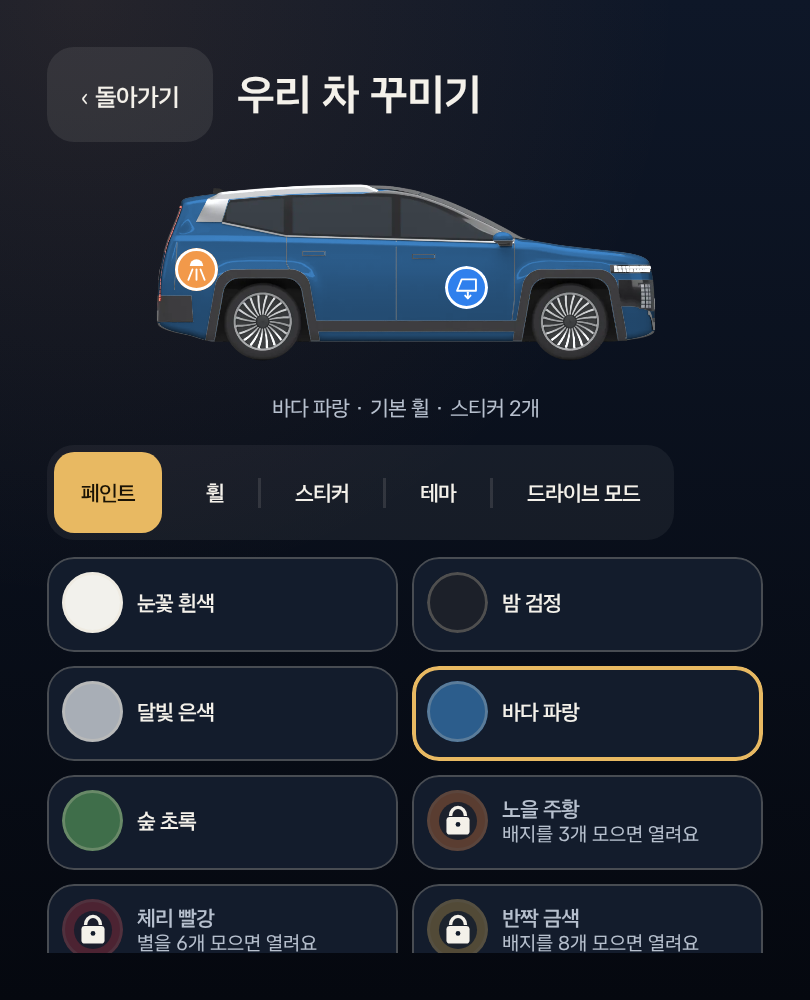 ‹ 돌아가기
우리 차 꾸미기
바다 파랑 · 기본 휠 · 스티커 2개
페인트
휠
스티커
테마
드라이브 모드
눈꽃 흰색
밤 검정
달빛 은색
바다 파랑
숲 초록
노을 주황
배지를 3개 모으면 열려요
체리 빨강
별을 6개 모으면 열려요
반짝 금색
배지를 8개 모으면 열려요